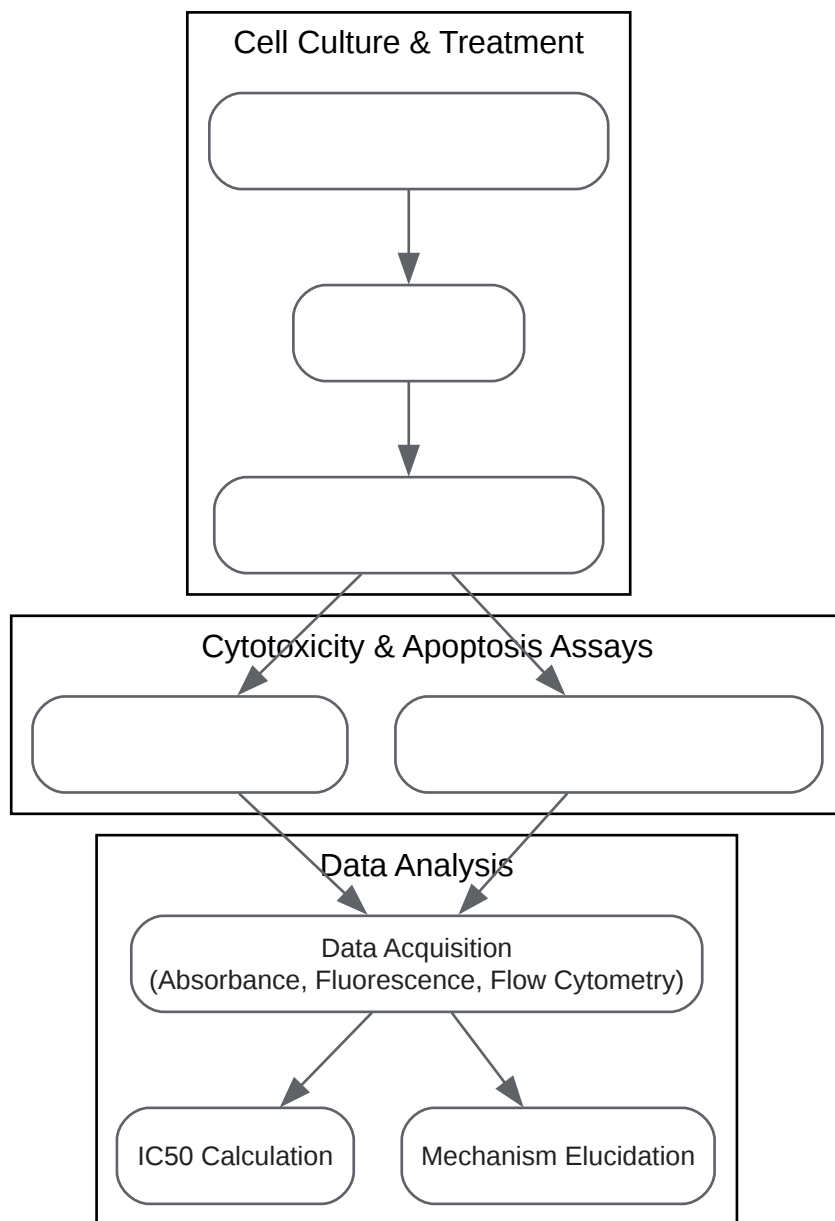 Cell Culture & Treatment
Cytotoxicity & Apoptosis Assays
Data Analysis
Data Acquisition
(Absorbance, Fluorescence, Flow Cytometry)
IC50 Calculation
Mechanism Elucidation